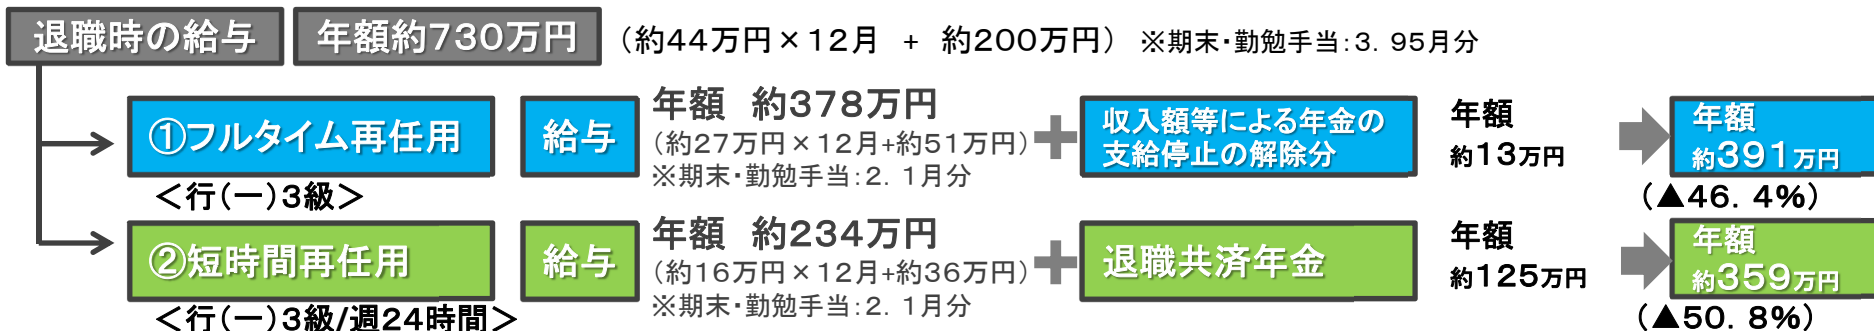 退職時の給与 年額約730万円 （約44万円×12月 + 約200万円） ※期末・勤勉手当：3．95月分
①フルタイム再任用
＜行(一)3級＞
給与
年額 約378万円
（約27万円×12月+約51万円）
※期末・勤勉手当：2．1月分
収入額等による年金の
支給停止の解除分
年額
約13万円
年額
約391万円
（▲46．4%）
②短時間再任用
＜行(一)3級/週24時間＞
給与
年額 約234万円
（約16万円×12月+約36万円）
※期末・勤勉手当：2．1月分
退職共済年金
年額
約125万円
年額
約359万円
（▲50．8%）